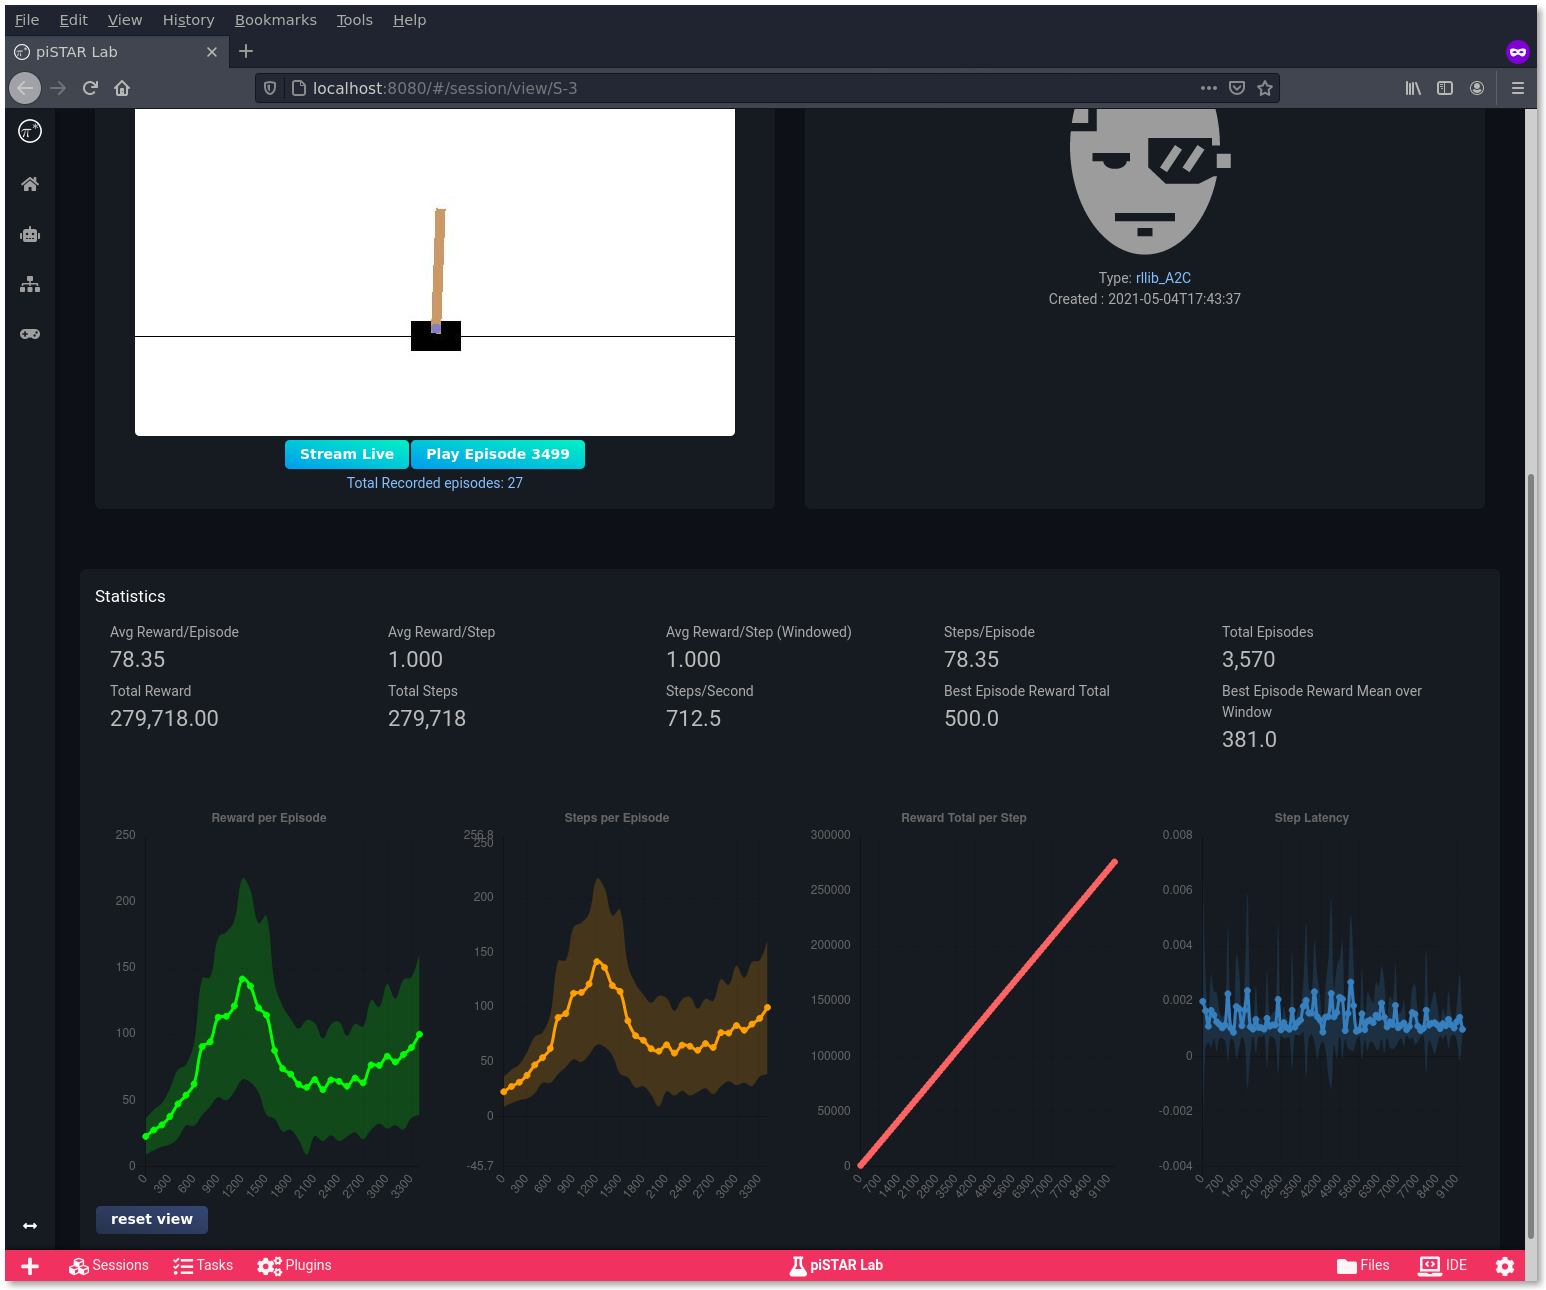 File Edit View History Bookmarks Tools Help
piSTAR Lab
localhost:8080/#/session/view/S-3
Type: rllib_A2C
Created : 2021-05-04T17:43:37
Stream Live Play Episode 3499
Total Recorded episodes: 27
Statistics
Avg Reward/Episode Avg Reward/Step Avg Reward/Step (Windowed) Steps/Episode Total Episodes
78.35 1.000 1.000 78.35 3,570
Total Reward Total Steps Steps/Second Best Episode Reward Total Best Episode Reward Mean over
Window
279,718.00 279,718 712.5 500.0
381.0
Reward per Episode
250
200
150
100
50
0
0 300 600 900 1200 1500 1800 2100 2400 2700 3000 3300
Steps per Episode
256.8
250
200
150
100
50
0
-45.7
0 300 600 900 1200 1500 1800 2100 2400 2700 3000 3300
Reward Total per Step
300000
250000
200000
150000
100000
50000
0
0 700 1400 2100 2800 3500 4200 4900 5600 6300 7000 7700 8400 9100
Step Latency
0.008
0.006
0.004
0.002
0
-0.002
-0.004
0 700 1400 2100 2800 3500 4200 4900 5600 6300 7000 7700 8400 9100
reset view
Sessions Tasks Plugins piSTAR Lab Files IDE